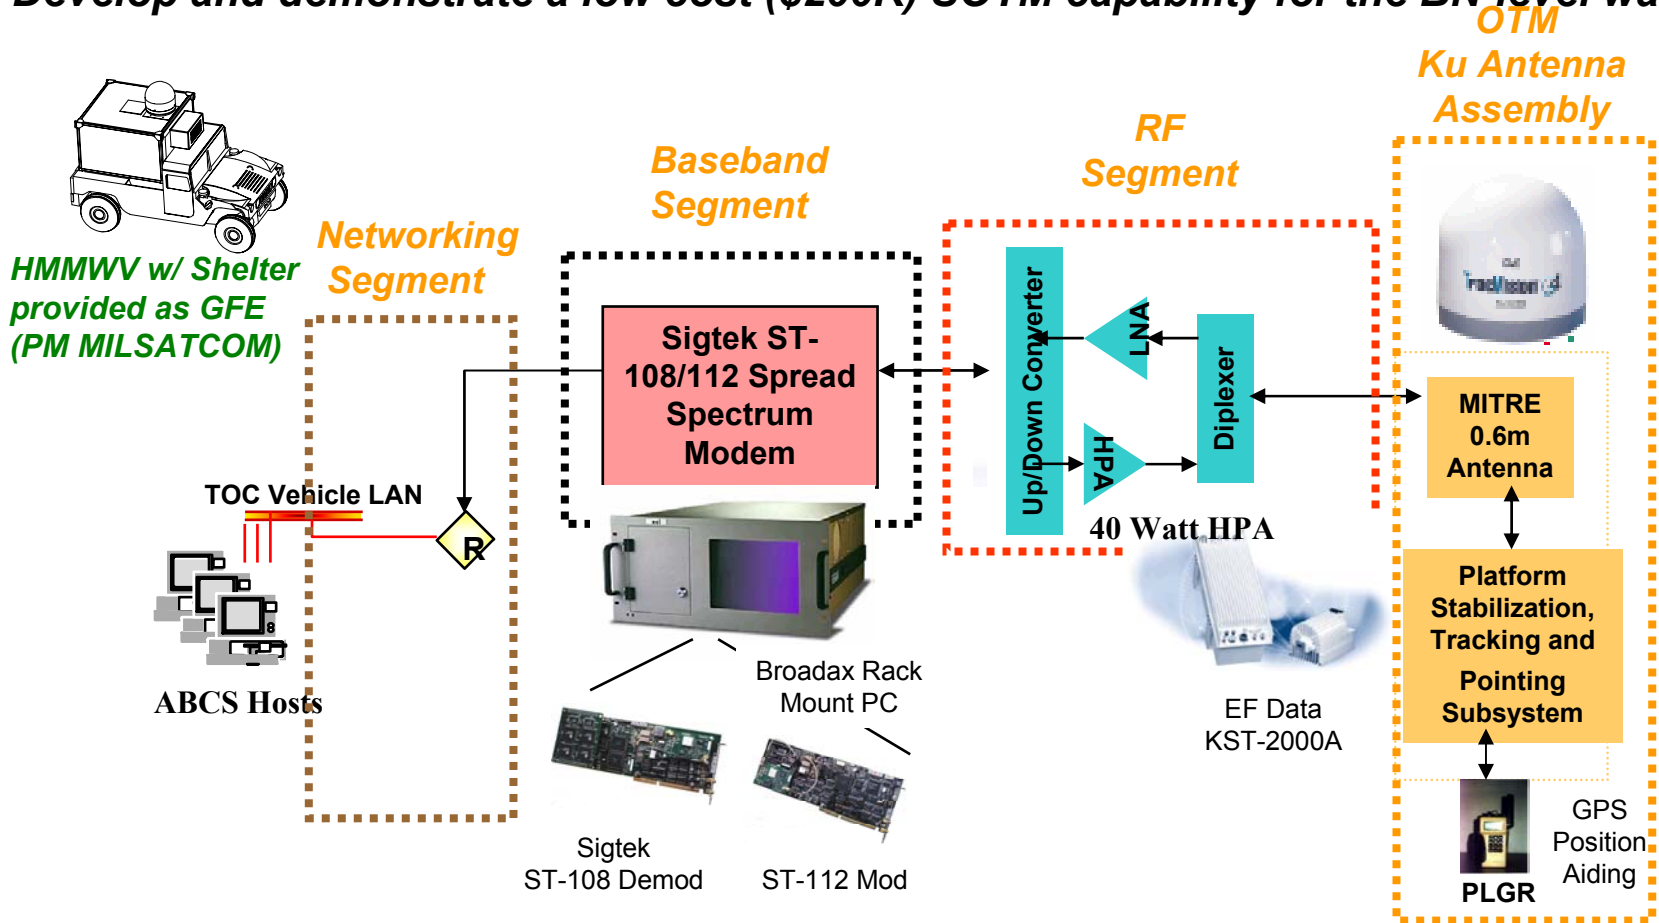 OTM
Ku Antenna
Assembly
RF
Segment
Baseband
Segment
Networking
Segment
HMMWV w/ Shelter
provided as GFE
(PM MILSATCOM)
Sigtek ST-
108/112 Spread
Spectrum
Modem
Up/Down Converter
LNA
HPA
Diplexer
40 Watt HPA
MITRE
0.6m
Antenna
Platform
Stabilization,
Tracking and
Pointing
Subsystem
TOC Vehicle LAN
R
ABCS Hosts
Broadax Rack
Mount PC
EF Data
KST-2000A
Sigtek
ST-108 Demod
ST-112 Mod
GPS
Position
Aiding
PLGR